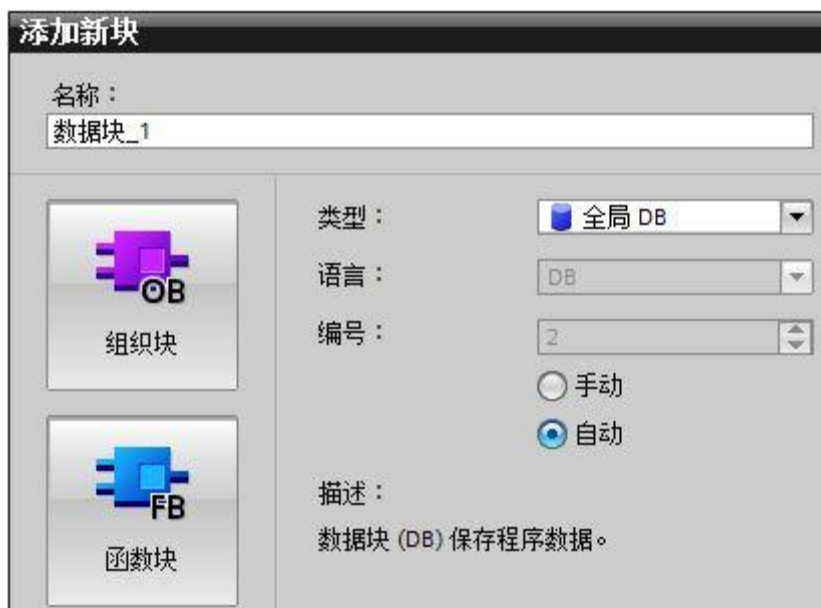 添加新块
名称：
数据块_1
OB
组织块
FB
函数块
类型：
全局 DB
语言：
DB
编号：
2
手动
自动
描述：
数据块 (DB) 保存程序数据。